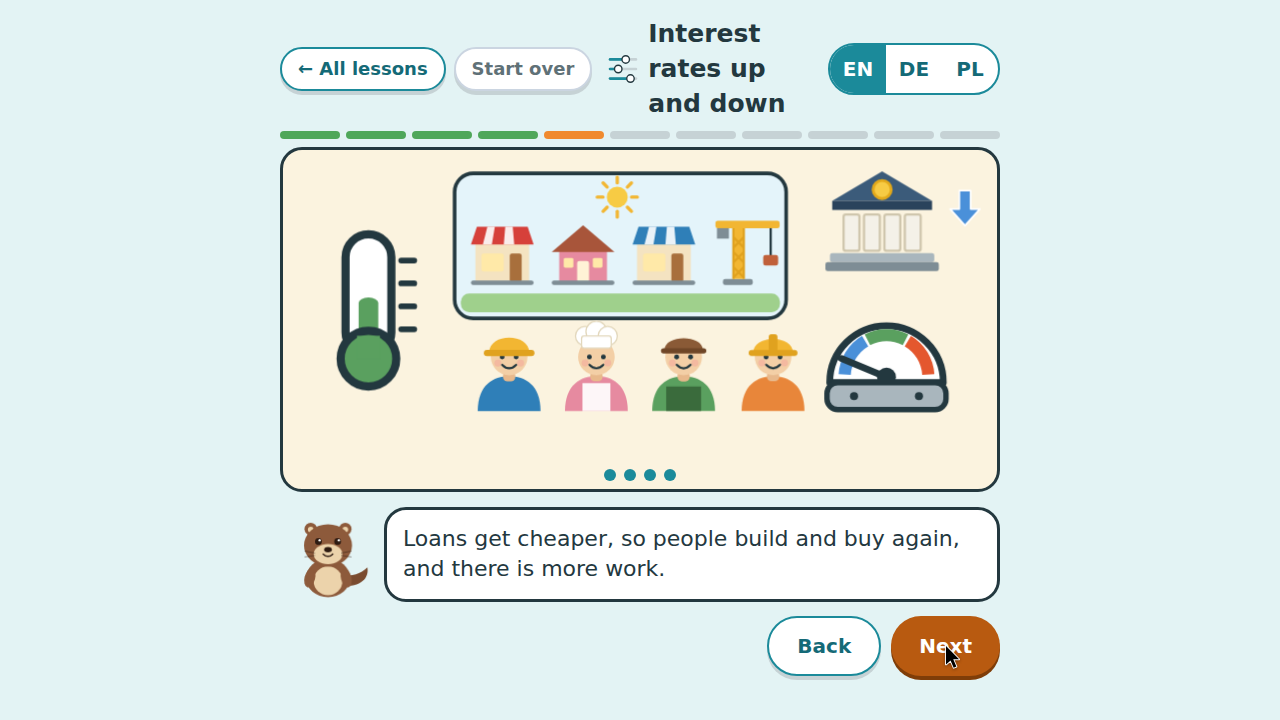 ← All lessons
Start over
Interest
rates up
and down
EN DE PL
Loans get cheaper, so people build and buy again,
and there is more work.
Back
Next